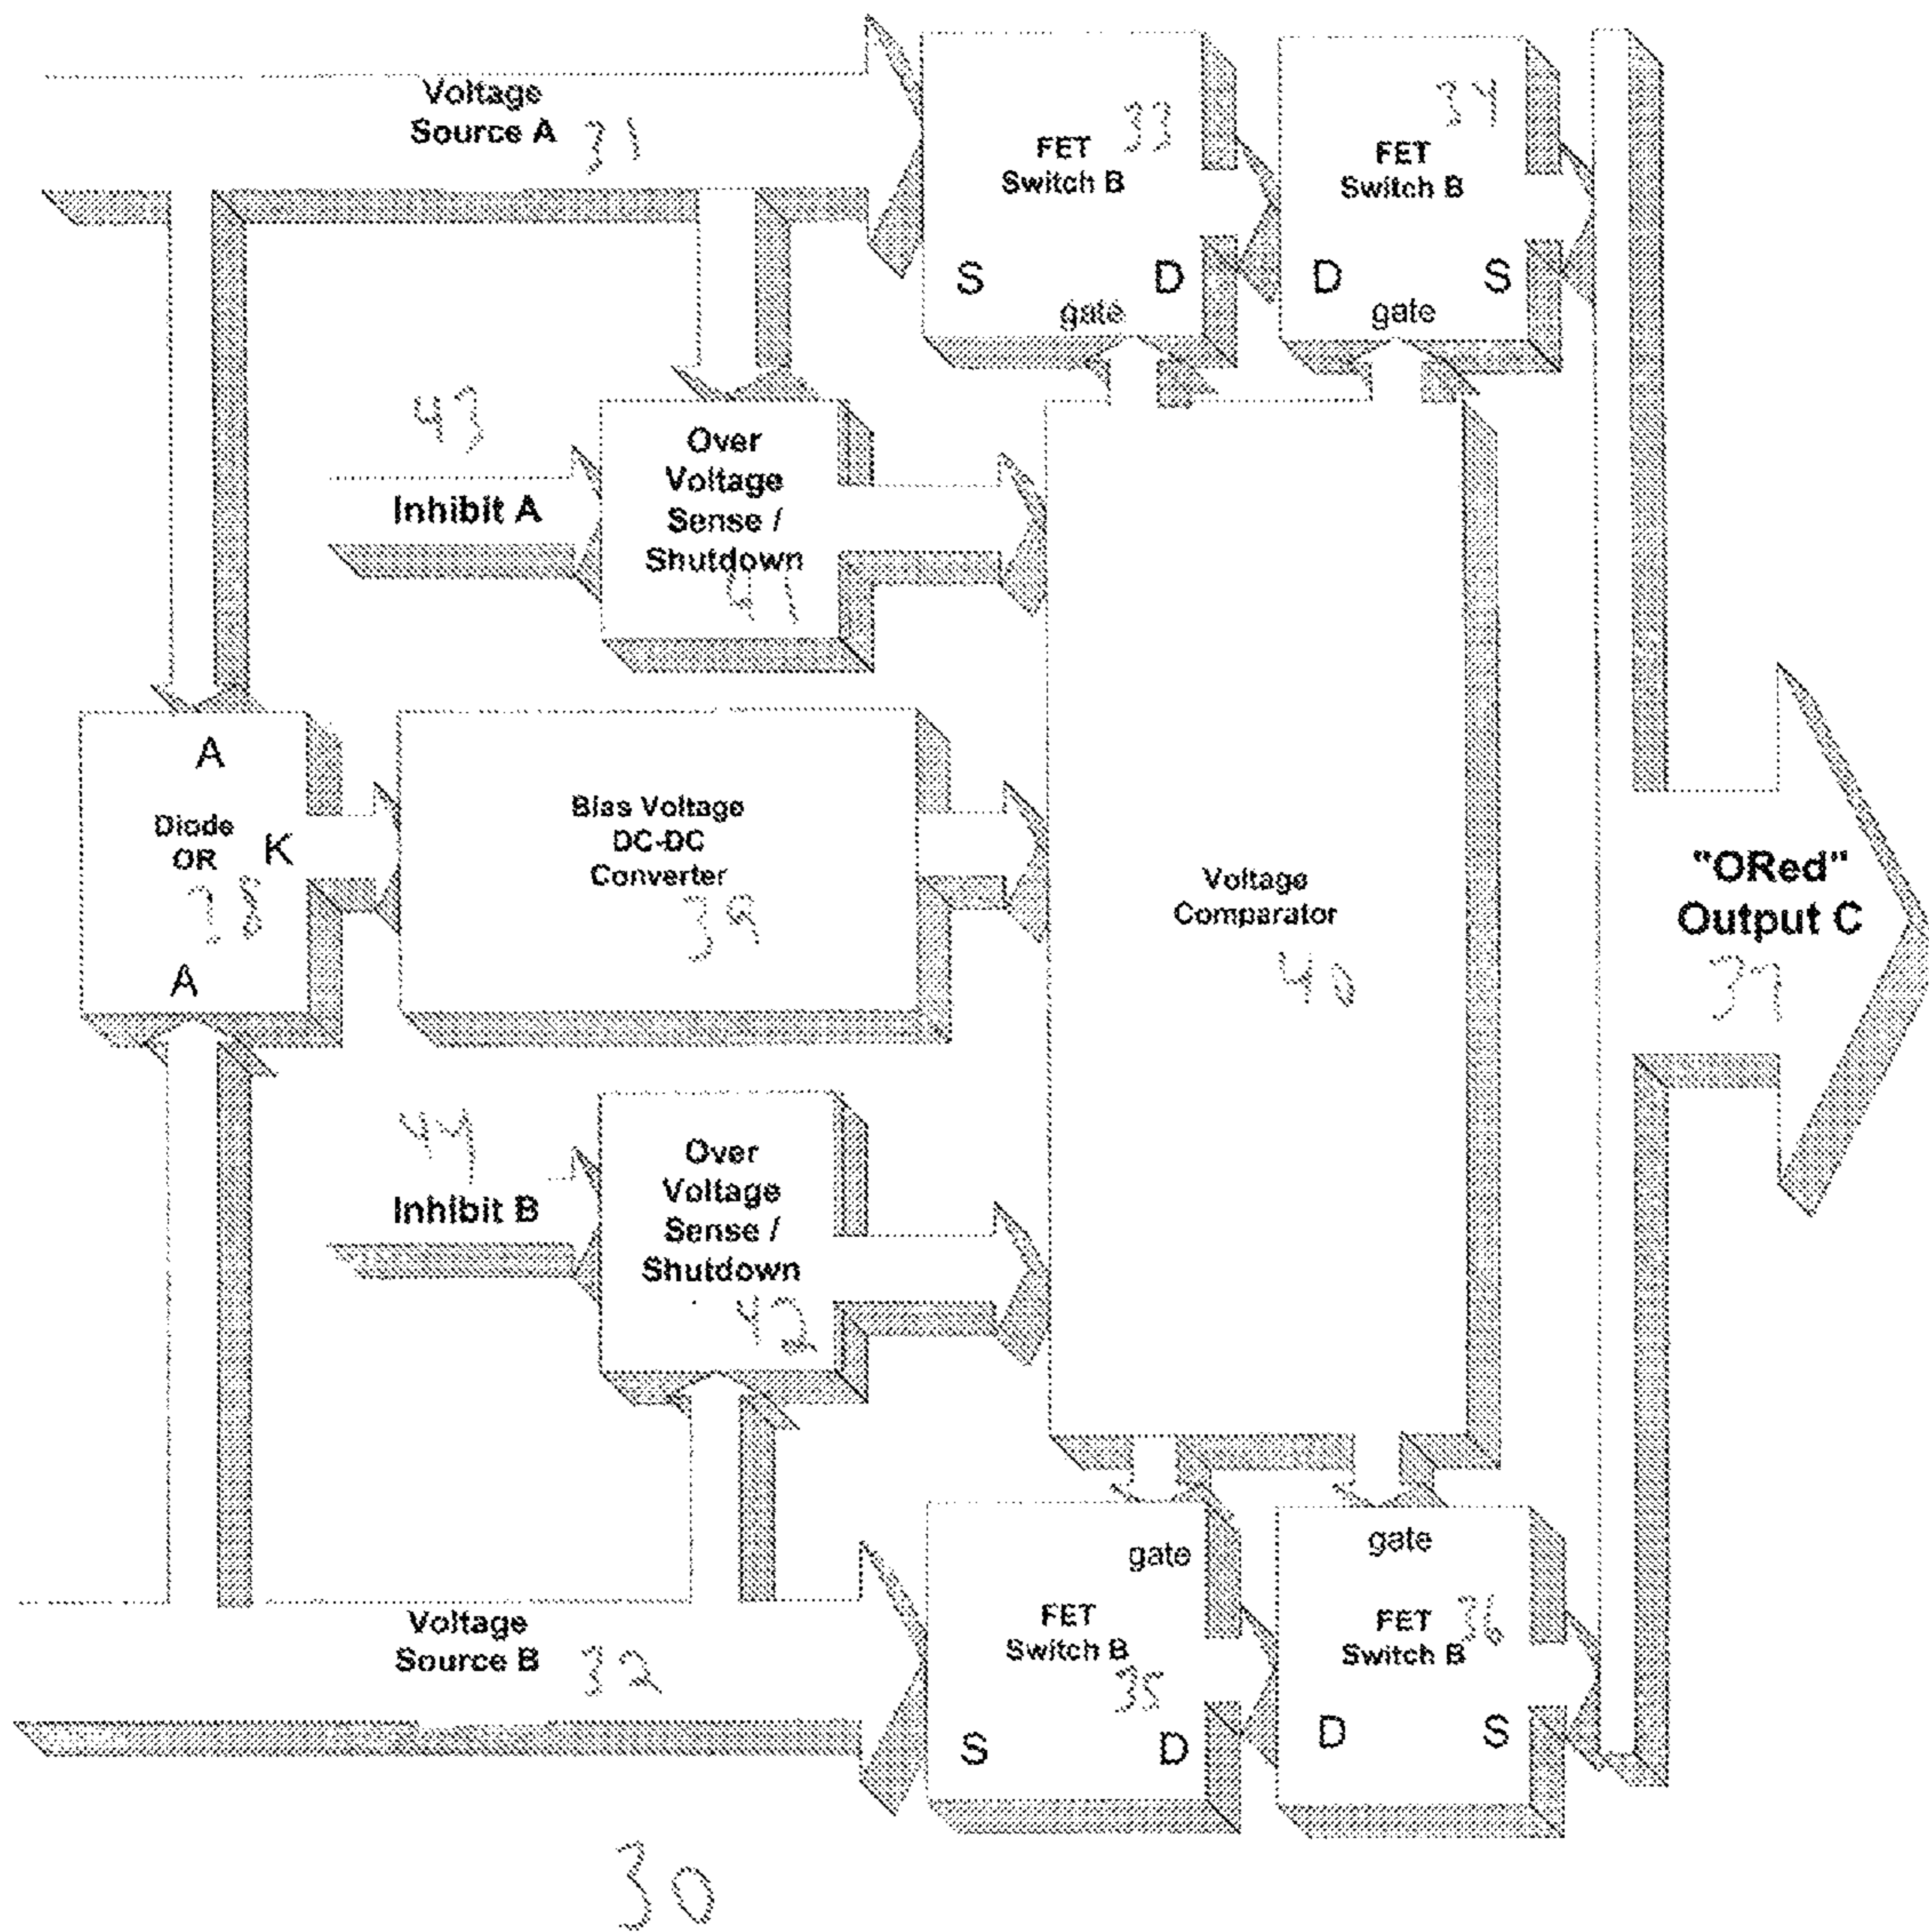 Voltage
Source A 31
FET
Switch B 33
S D
gate
FET
Switch B 34
D S
gate
43
Inhibit A
Over
Voltage
Sense /
Shutdown
41
A
Diode
OR K
38
A
Bias Voltage
DC-DC
Converter
39
Voltage
Comparator
40
"ORed"
Output C
37
44
Inhibit B
Over
Voltage
Sense /
Shutdown
42
Voltage
Source B 32
gate
FET
Switch B
35
S D
gate
FET 36
Switch B
D S
30